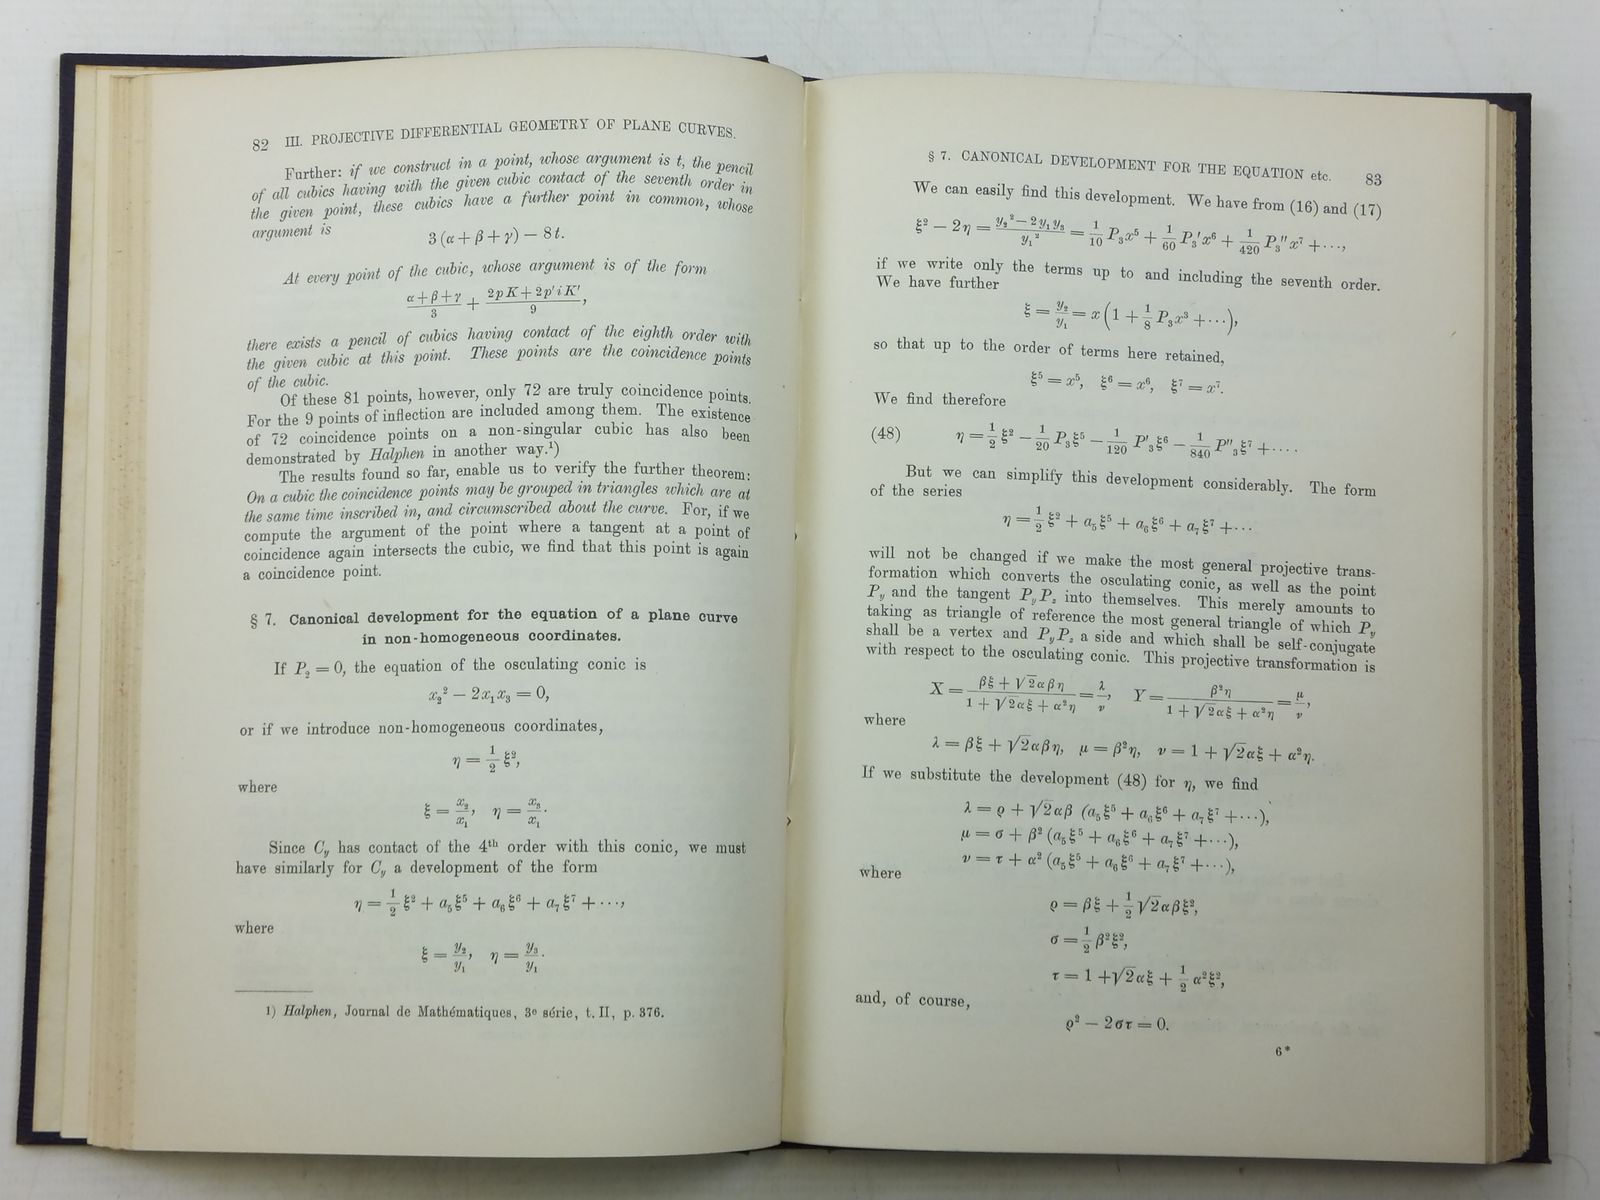 82 III. PROJECTIVE DIFFERENTIAL GEOMETRY OF PLANE CURVES.
Further: if we construct in a point, whose argument is t, the pencil
of all cubics having with the given cubic contact of the seventh order in
the given point, these cubics have a further point in common, whose
argument is
3 (α + β + γ) − 8 t.
At every point of the cubic, whose argument is of the form
(α + β + γ)/3 + (2pK + 2p′iK′)/9,
there exists a pencil of cubics having contact of the eighth order with
the given cubic at this point. These points are the coincidence points
of the cubic.
Of these 81 points, however, only 72 are truly coincidence points.
For the 9 points of inflection are included among them. The existence
of 72 coincidence points on a non-singular cubic has also been
demonstrated by Halphen in another way.¹)
The results found so far, enable us to verify the further theorem:
On a cubic the coincidence points may be grouped in triangles which are at
the same time inscribed in, and circumscribed about the curve. For, if we
compute the argument of the point where a tangent at a point of
coincidence again intersects the cubic, we find that this point is again
a coincidence point.
§ 7. Canonical development for the equation of a plane curve
in non-homogeneous coordinates.
If P₂ = 0, the equation of the osculating conic is
x₂² − 2x₁x₃ = 0,
or if we introduce non-homogeneous coordinates,
η = 1/2 ξ²,
where
ξ = x₂/x₁, η = x₃/x₁.
Since C_y has contact of the 4th order with this conic, we must
have similarly for C_y a development of the form
η = 1/2 ξ² + a₅ξ⁵ + a₆ξ⁶ + a₇ξ⁷ + ···,
where
ξ = y₂/y₁, η = y₃/y₁.
1) Halphen, Journal de Mathématiques, 3e série, t. II, p. 376.
§ 7. CANONICAL DEVELOPMENT FOR THE EQUATION etc. 83
We can easily find this development. We have from (16) and (17)
ξ² − 2η = (y₂² − 2y₁y₃)/y₁² = 1/10 P₃x⁵ + 1/60 P₃′x⁶ + 1/420 P₃″x⁷ + ···,
if we write only the terms up to and including the seventh order.
We have further
ξ = y₂/y₁ = x(1 + 1/8 P₃x³ + ···),
so that up to the order of terms here retained,
ξ⁵ = x⁵, ξ⁶ = x⁶, ξ⁷ = x⁷.
We find therefore
(48) η = 1/2 ξ² − 1/20 P₃ξ⁵ − 1/120 P′₃ξ⁶ − 1/840 P″₃ξ⁷ + ····
But we can simplify this development considerably. The form
of the series
η = 1/2 ξ² + a₅ξ⁵ + a₆ξ⁶ + a₇ξ⁷ + ···
will not be changed if we make the most general projective trans-
formation which converts the osculating conic, as well as the point
P_y and the tangent P_yP_z into themselves. This merely amounts to
taking as triangle of reference the most general triangle of which P_y
shall be a vertex and P_yP_z a side and which shall be self-conjugate
with respect to the osculating conic. This projective transformation is
X = (βξ + √2αβη)/(1 + √2αξ + α²η) = λ/ν, Y = β²η/(1 + √2αξ + α²η) = μ/ν,
where
λ = βξ + √2αβη, μ = β²η, ν = 1 + √2αξ + α²η.
If we substitute the development (48) for η, we find
λ = ϱ + √2αβ (a₅ξ⁵ + a₆ξ⁶ + a₇ξ⁷ + ···),
μ = σ + β² (a₅ξ⁵ + a₆ξ⁶ + a₇ξ⁷ + ···),
ν = τ + α² (a₅ξ⁵ + a₆ξ⁶ + a₇ξ⁷ + ···),
where
ϱ = βξ + 1/2 √2αβξ²,
σ = 1/2 β²ξ²,
τ = 1 + √2αξ + 1/2 α²ξ²,
and, of course,
ϱ² − 2στ = 0.
6*